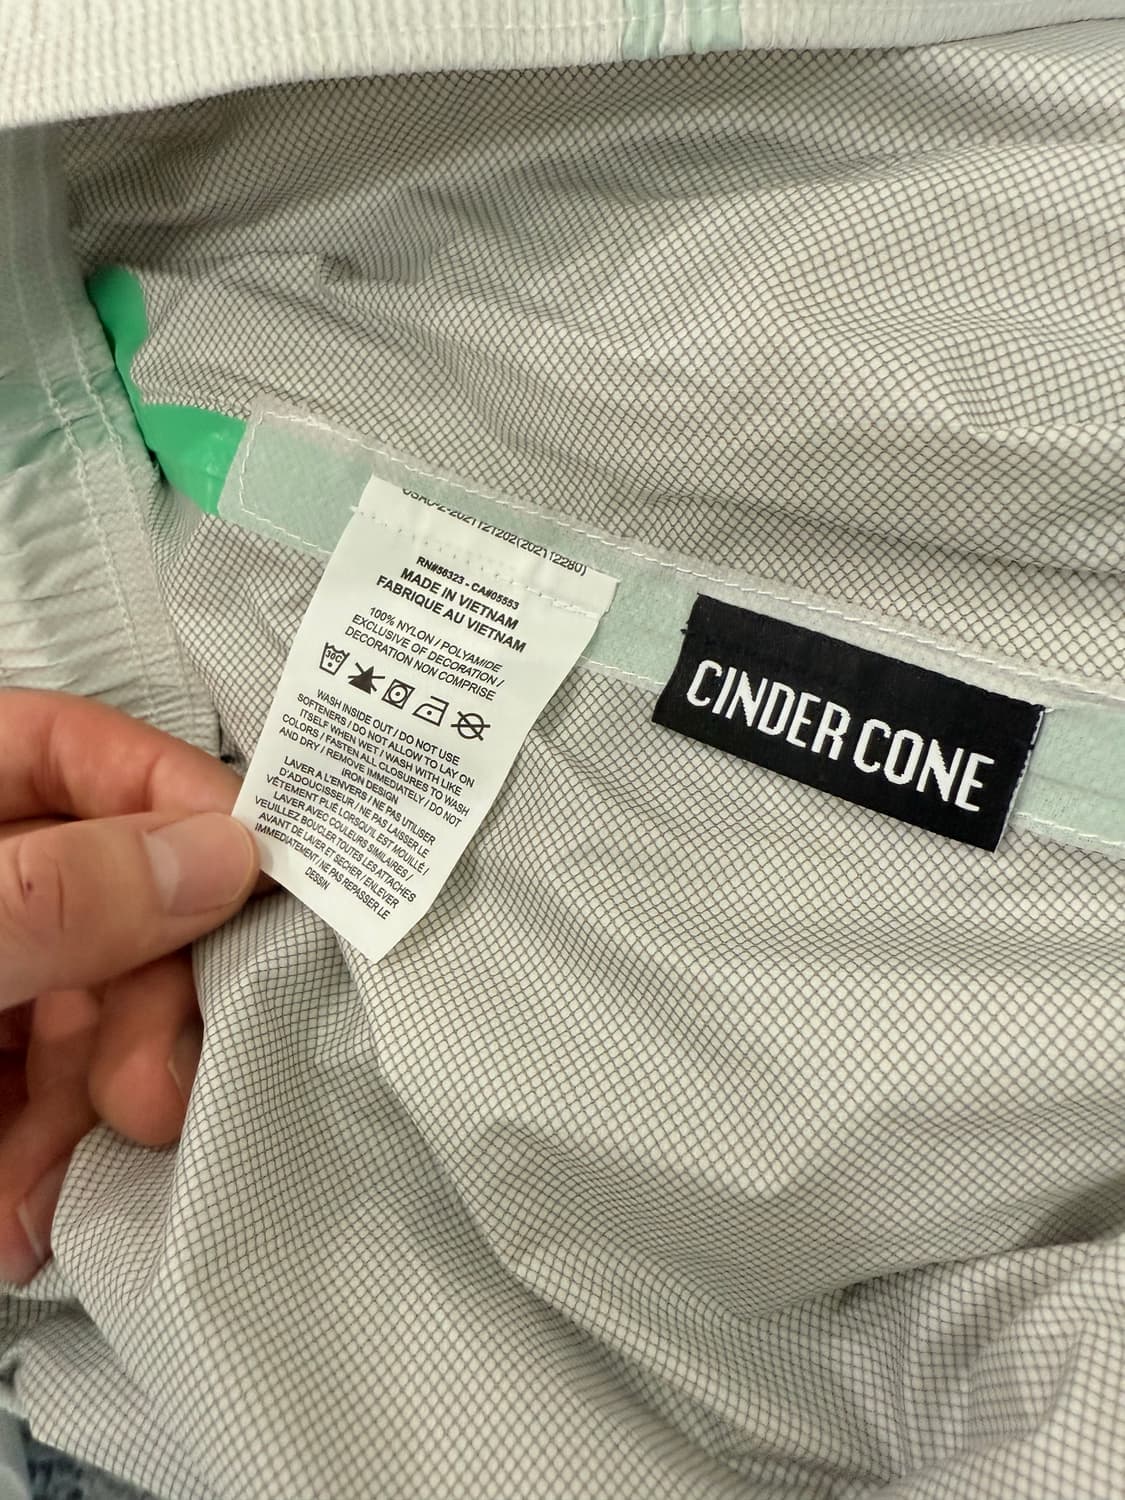 RN#56323 - CA#05553
MADE IN VIETNAM
FABRIQUE AU VIETNAM
100% NYLON / POLYAMIDE
EXCLUSIVE OF DECORATION /
DECORATION NON COMPRISE
30C
WASH INSIDE OUT / DO NOT USE
SOFTENERS / DO NOT ALLOW TO LAY ON
ITSELF WHEN WET / WASH WITH LIKE
COLORS / FASTEN ALL CLOSURES TO WASH
AND DRY / REMOVE IMMEDIATELY / DO NOT
IRON DESIGN
LAVER A L'ENVERS / NE PAS UTILISER
D'ADOUCISSEUR / NE PAS LAISSER LE
VÊTEMENT PLIÉ LORSQU'IL EST MOUILLÉ /
LAVER AVEC COULEURS SIMILAIRES /
VEUILLEZ BOUCLER TOUTES LES ATTACHES
AVANT DE LAVER ET SECHER / ENLEVER
IMMEDIATEMENT / NE PAS REPASSER LE
DESSIN
CINDER CONE